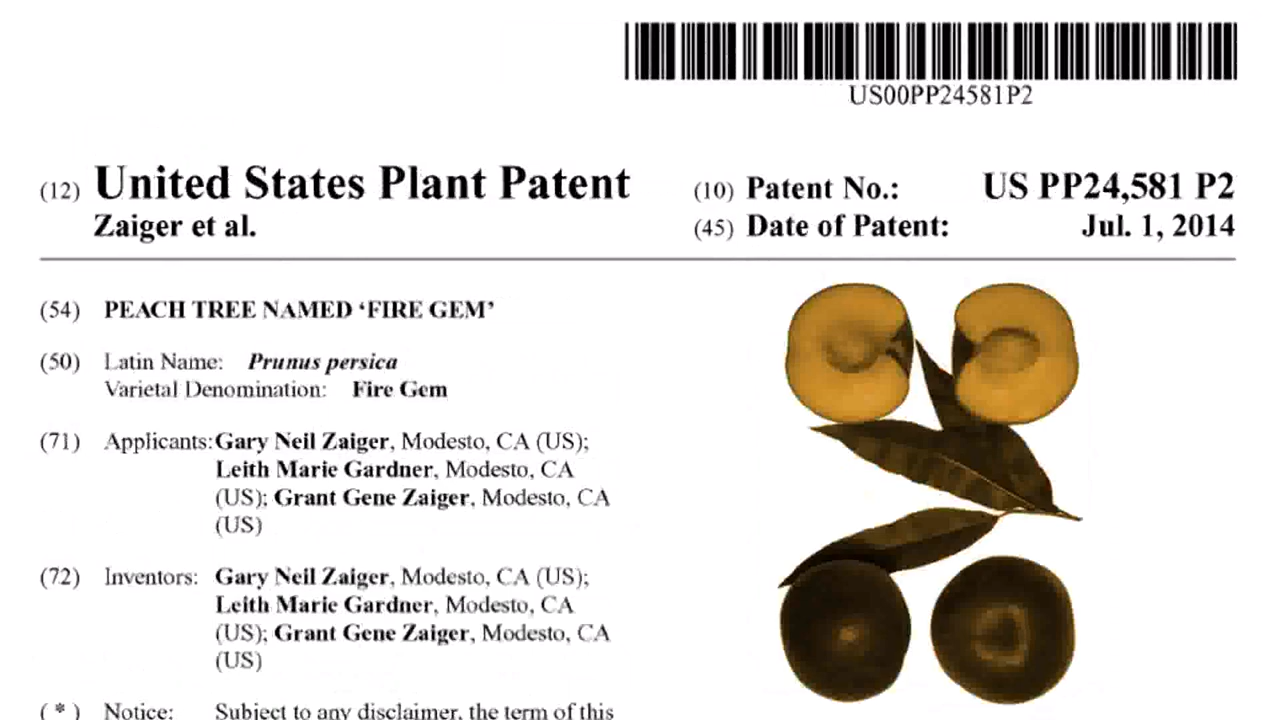 US00PP24581P2
(12) United States Plant Patent
Zaiger et al.
(10) Patent No.: US PP24,581 P2
(45) Date of Patent: Jul. 1, 2014
(54) PEACH TREE NAMED ‘FIRE GEM’
(50) Latin Name: Prunus persica
Varietal Denomination: Fire Gem
(71) Applicants: Gary Neil Zaiger, Modesto, CA (US);
Leith Marie Gardner, Modesto, CA
(US); Grant Gene Zaiger, Modesto, CA
(US)
(72) Inventors: Gary Neil Zaiger, Modesto, CA (US);
Leith Marie Gardner, Modesto, CA
(US); Grant Gene Zaiger, Modesto, CA
(US)
( * ) Notice: Subject to any disclaimer, the term of this